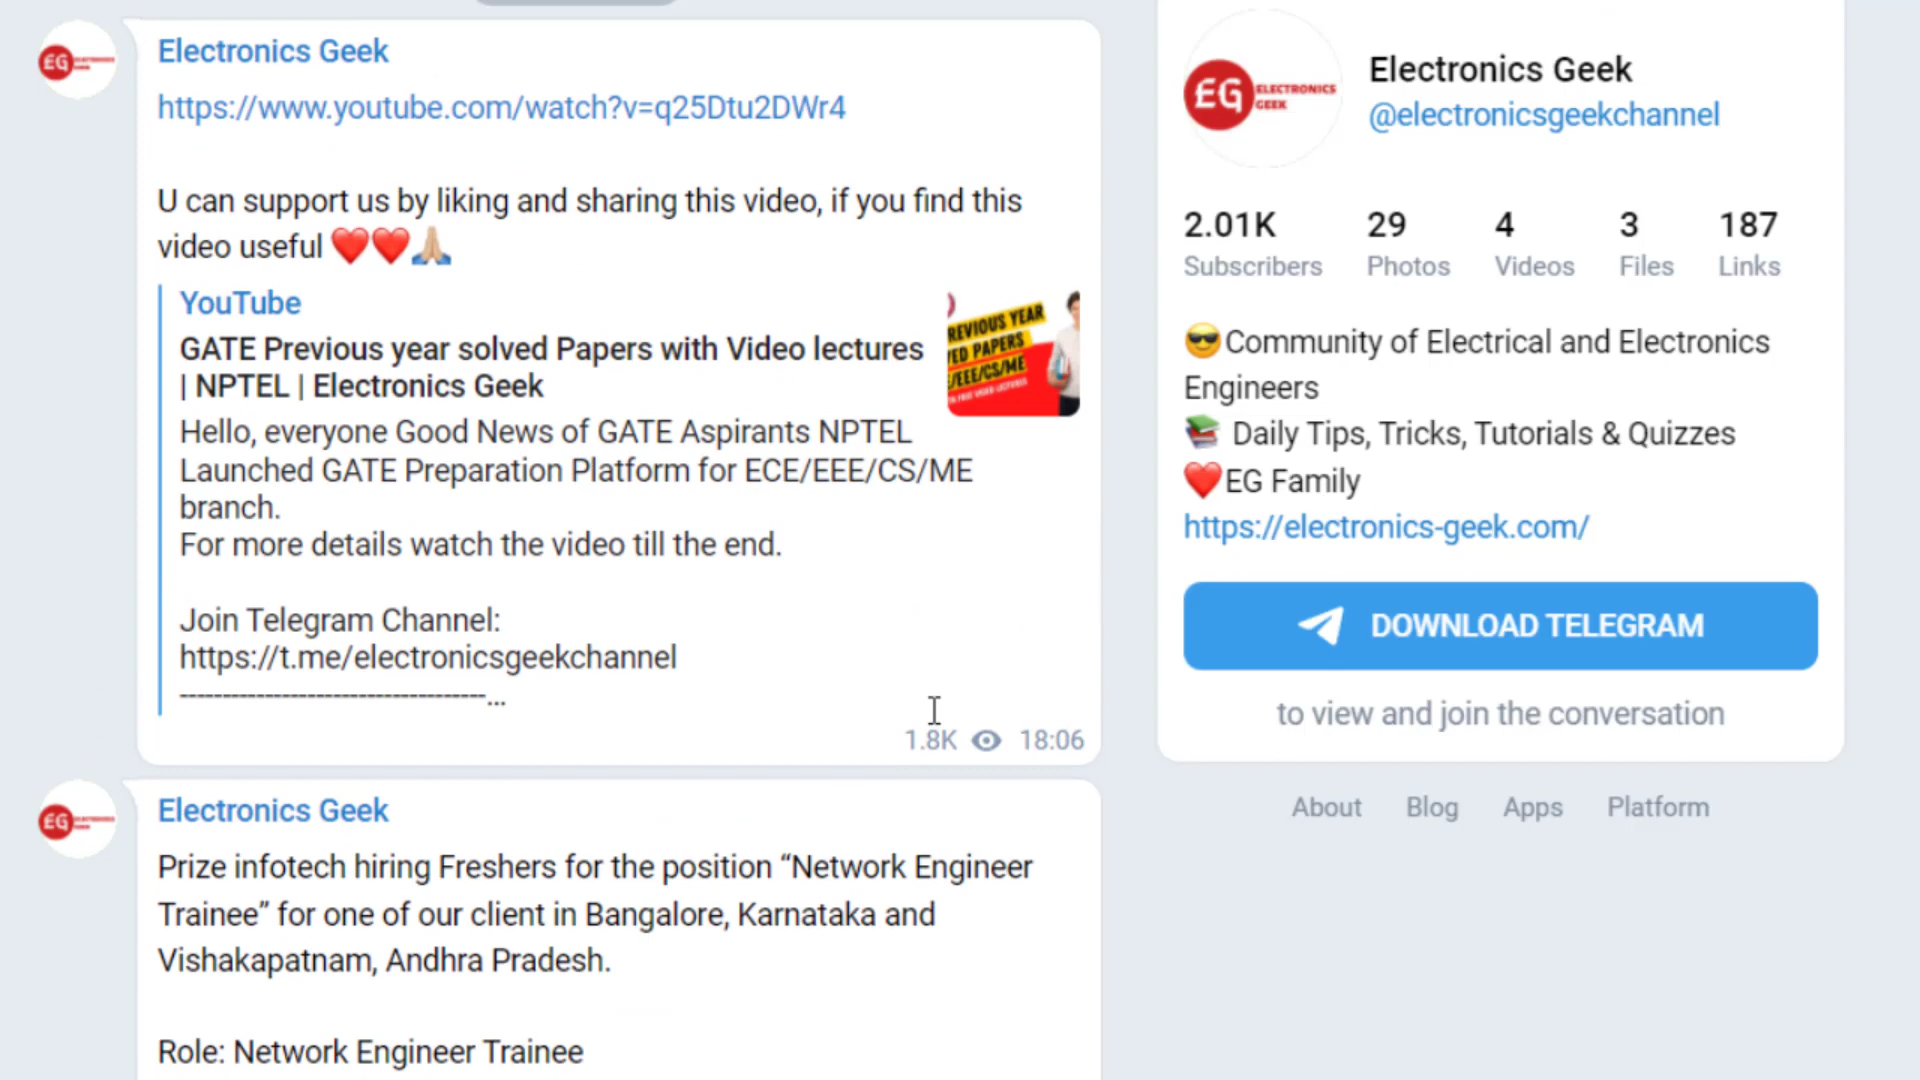 Electronics Geek
https://www.youtube.com/watch?v=q25Dtu2DWr4
U can support us by liking and sharing this video, if you find this
video useful ❤️❤️🙏🏼
YouTube
GATE Previous year solved Papers with Video lectures
| NPTEL | Electronics Geek
Hello, everyone Good News of GATE Aspirants NPTEL
Launched GATE Preparation Platform for ECE/EEE/CS/ME
branch.
For more details watch the video till the end.
Join Telegram Channel:
https://t.me/electronicsgeekchannel
-----------------------------------...
1.8K 18:06
Electronics Geek
Prize infotech hiring Freshers for the position “Network Engineer
Trainee” for one of our client in Bangalore, Karnataka and
Vishakapatnam, Andhra Pradesh.
Role: Network Engineer Trainee
EG ELECTRONICS
GEEK
Electronics Geek
@electronicsgeekchannel
2.01K 29 4 3 187
Subscribers Photos Videos Files Links
😎Community of Electrical and Electronics
Engineers
📚 Daily Tips, Tricks, Tutorials & Quizzes
❤️EG Family
https://electronics-geek.com/
DOWNLOAD TELEGRAM
to view and join the conversation
About Blog Apps Platform